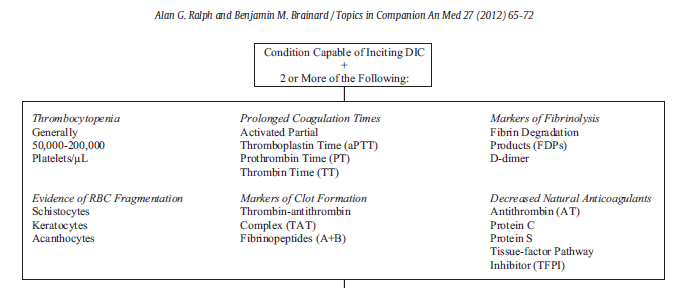 Alan G. Ralph and Benjamin M. Brainard / Topics in Companion An Med 27 (2012) 65-72
Condition Capable of Inciting DIC
+
2 or More of the Following:
Thrombocytopenia
Generally
50,000-200,000
Platelets/µL
Prolonged Coagulation Times
Activated Partial
Thromboplastin Time (aPTT)
Prothrombin Time (PT)
Thrombin Time (TT)
Markers of Fibrinolysis
Fibrin Degradation
Products (FDPs)
D-dimer
Evidence of RBC Fragmentation
Schistocytes
Keratocytes
Acanthocytes
Markers of Clot Formation
Thrombin-antithrombin
Complex (TAT)
Fibrinopeptides (A+B)
Decreased Natural Anticoagulants
Antithrombin (AT)
Protein C
Protein S
Tissue-factor Pathway
Inhibitor (TFPI)